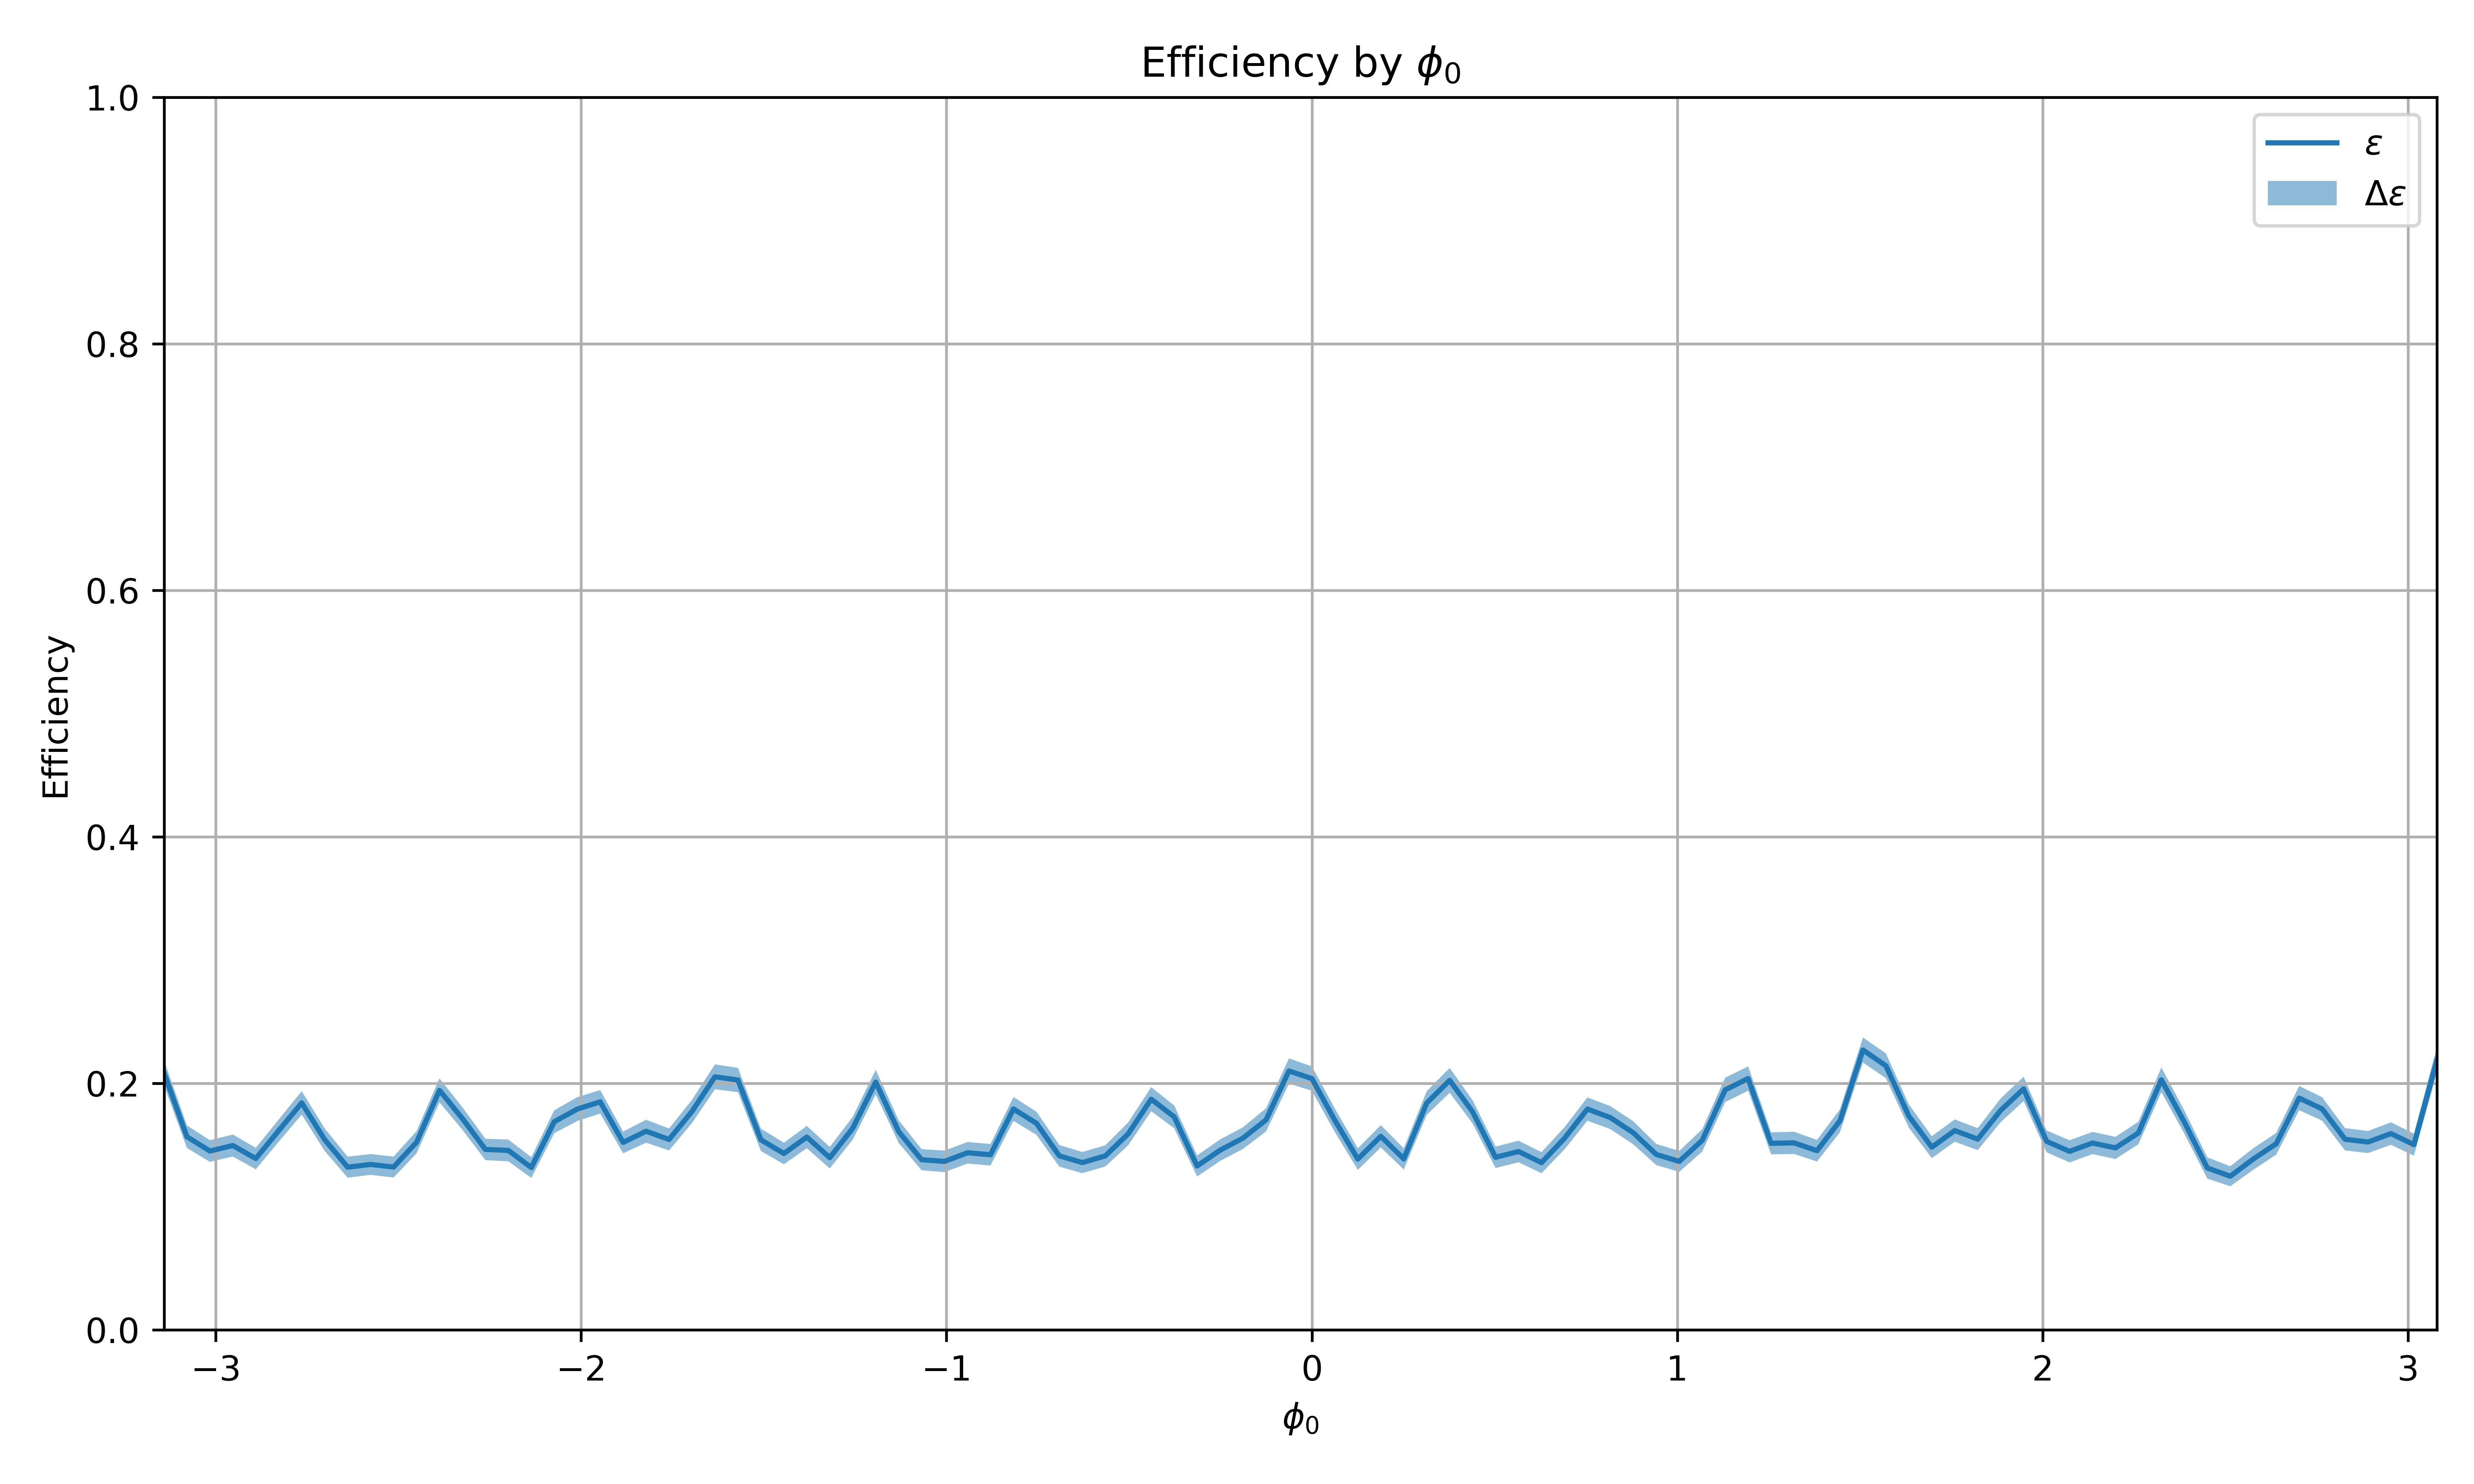 Efficiency by ϕ₀
1.0
0.8
0.6
0.4
0.2
0.0
Efficiency
ε
Δε
−3
−2
−1
0
1
2
3
ϕ₀